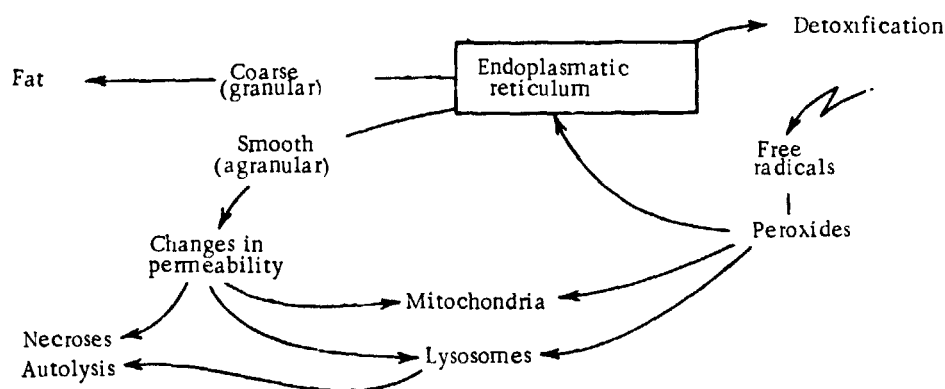 Detoxification
Fat
Coarse
(granular)
Endoplasmatic
reticulum
Smooth
(agranular)
Free
radicals
Peroxides
Changes in
permeability
Mitochondria
Necroses
Autolysis
Lysosomes